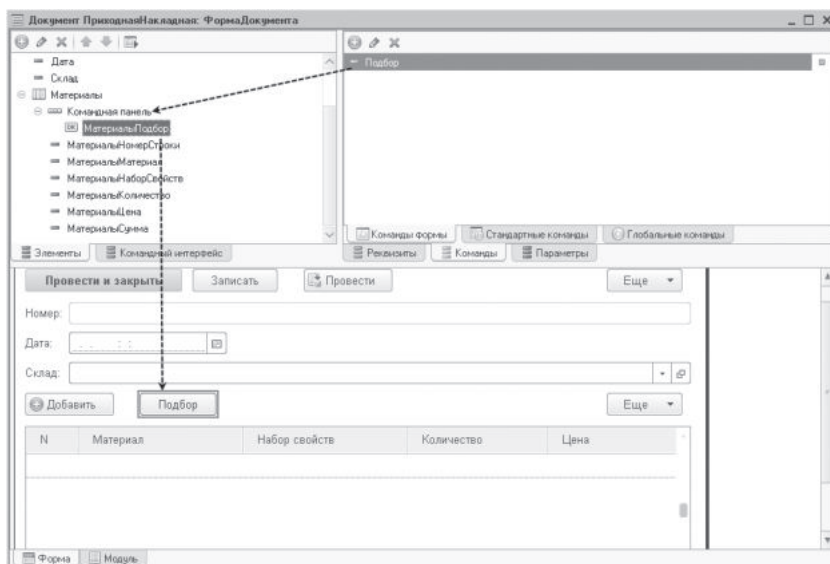 Документ ПриходнаяНакладная: ФормаДокумента
Дата
Склад
Материалы
Командная панель
МатериалыПодбор
МатериалыНомерСтроки
МатериалыМатериал
МатериалыНаборСвойств
МатериалыКоличество
МатериалыЦена
МатериалыСумма
Элементы Командный интерфейс
Подбор
Команды формы Стандартные команды Глобальные команды
Реквизиты Команды Параметры
Провести и закрыть Записать Провести Еще
Номер:
Дата: . . : :
Склад:
Добавить Подбор Еще
N Материал Набор свойств Количество Цена
Форма Модуль